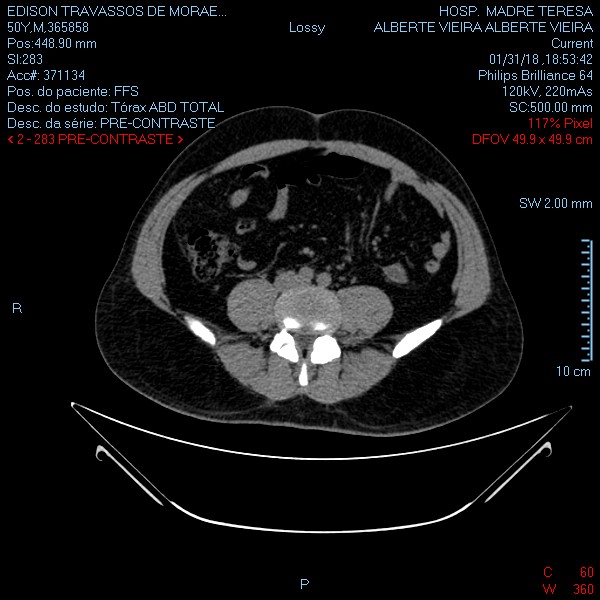 EDISON TRAVASSOS DE MORAE...
50Y,M,365858
Pos:448.90 mm
Sl:283
Acc#: 371134
Pos. do paciente: FFS
Desc. do estudo: Tórax ABD TOTAL
Desc. da série: PRE-CONTRASTE
< 2 - 283 PRE-CONTRASTE >
Lossy
HOSP. MADRE TERESA
ALBERTE VIEIRA ALBERTE VIEIRA
Current
01/31/18 ,18:53:42
Philips Brilliance 64
120kV, 220mAs
SC:500.00 mm
117% Pixel
DFOV 49.9 x 49.9 cm
SW 2.00 mm
R
10 cm
P
C 60
W 360